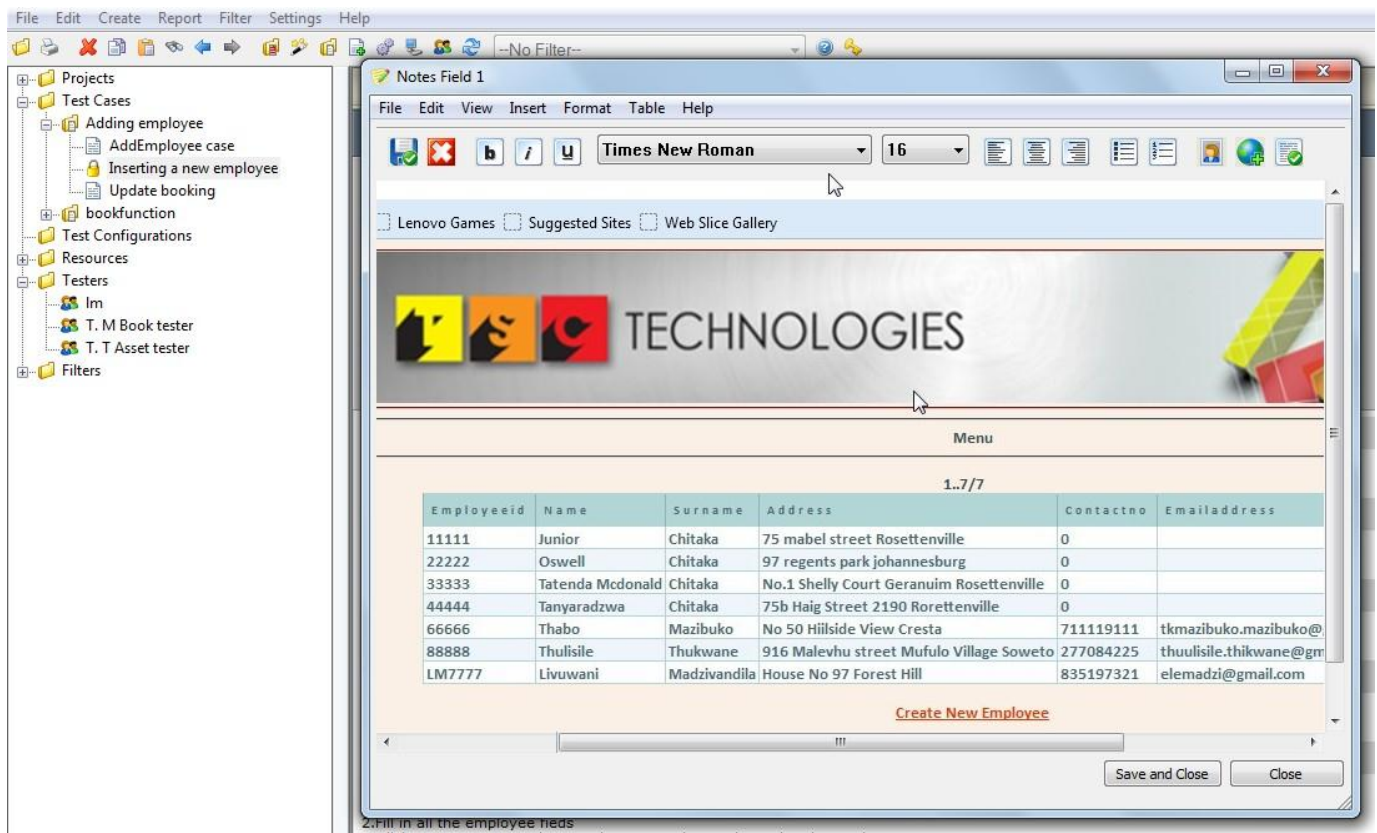 File Edit Create Report Filter Settings Help
--No Filter--
Projects
Test Cases
Adding employee
AddEmployee case
Inserting a new employee
Update booking
bookfunction
Test Configurations
Resources
Testers
lm
T. M Book tester
T. T Asset tester
Filters
Notes Field 1
File Edit View Insert Format Table Help
b i u Times New Roman 16
Lenovo Games Suggested Sites Web Slice Gallery
TSC TECHNOLOGIES
Menu
1..7/7
Employeeid Name Surname Address Contactno Emailaddress
11111 Junior Chitaka 75 mabel street Rosettenville 0
22222 Oswell Chitaka 97 regents park johannesburg 0
33333 Tatenda Mcdonald Chitaka No.1 Shelly Court Geranuim Rosettenville 0
44444 Tanyaradzwa Chitaka 75b Haig Street 2190 Rorettenville 0
66666 Thabo Mazibuko No 50 Hiilside View Cresta 711119111 tkmazibuko.mazibuko@
88888 Thulisile Thukwane 916 Malevhu street Mufulo Village Soweto 277084225 thuulisile.thikwane@gm
LM7777 Livuwani Madzivandila House No 97 Forest Hill 835197321 elemadzi@gmail.com
Create New Employee
Save and Close Close
2.Fill in all the employee fieds